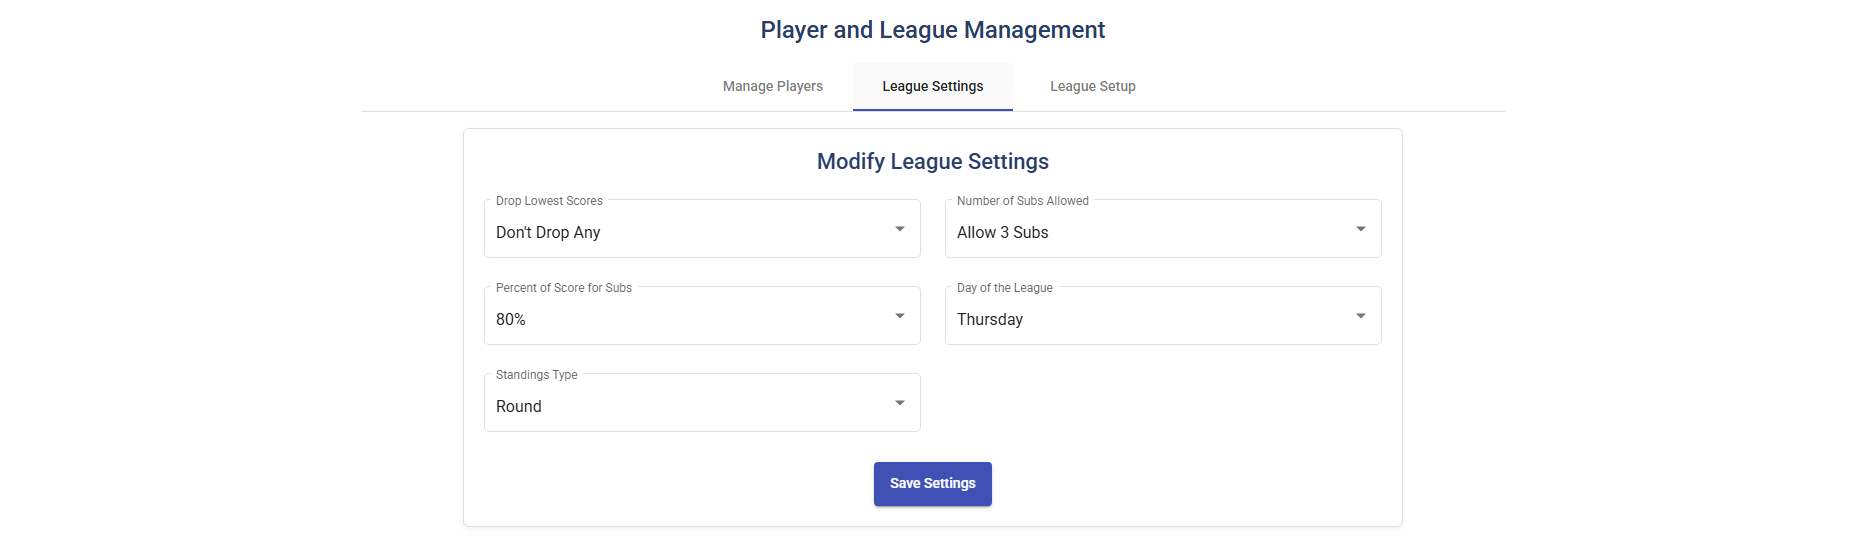 Player and League Management
Manage Players League Settings League Setup
Modify League Settings
Drop Lowest Scores Number of Subs Allowed
Don't Drop Any Allow 3 Subs
Percent of Score for Subs Day of the League
80% Thursday
Standings Type
Round
Save Settings